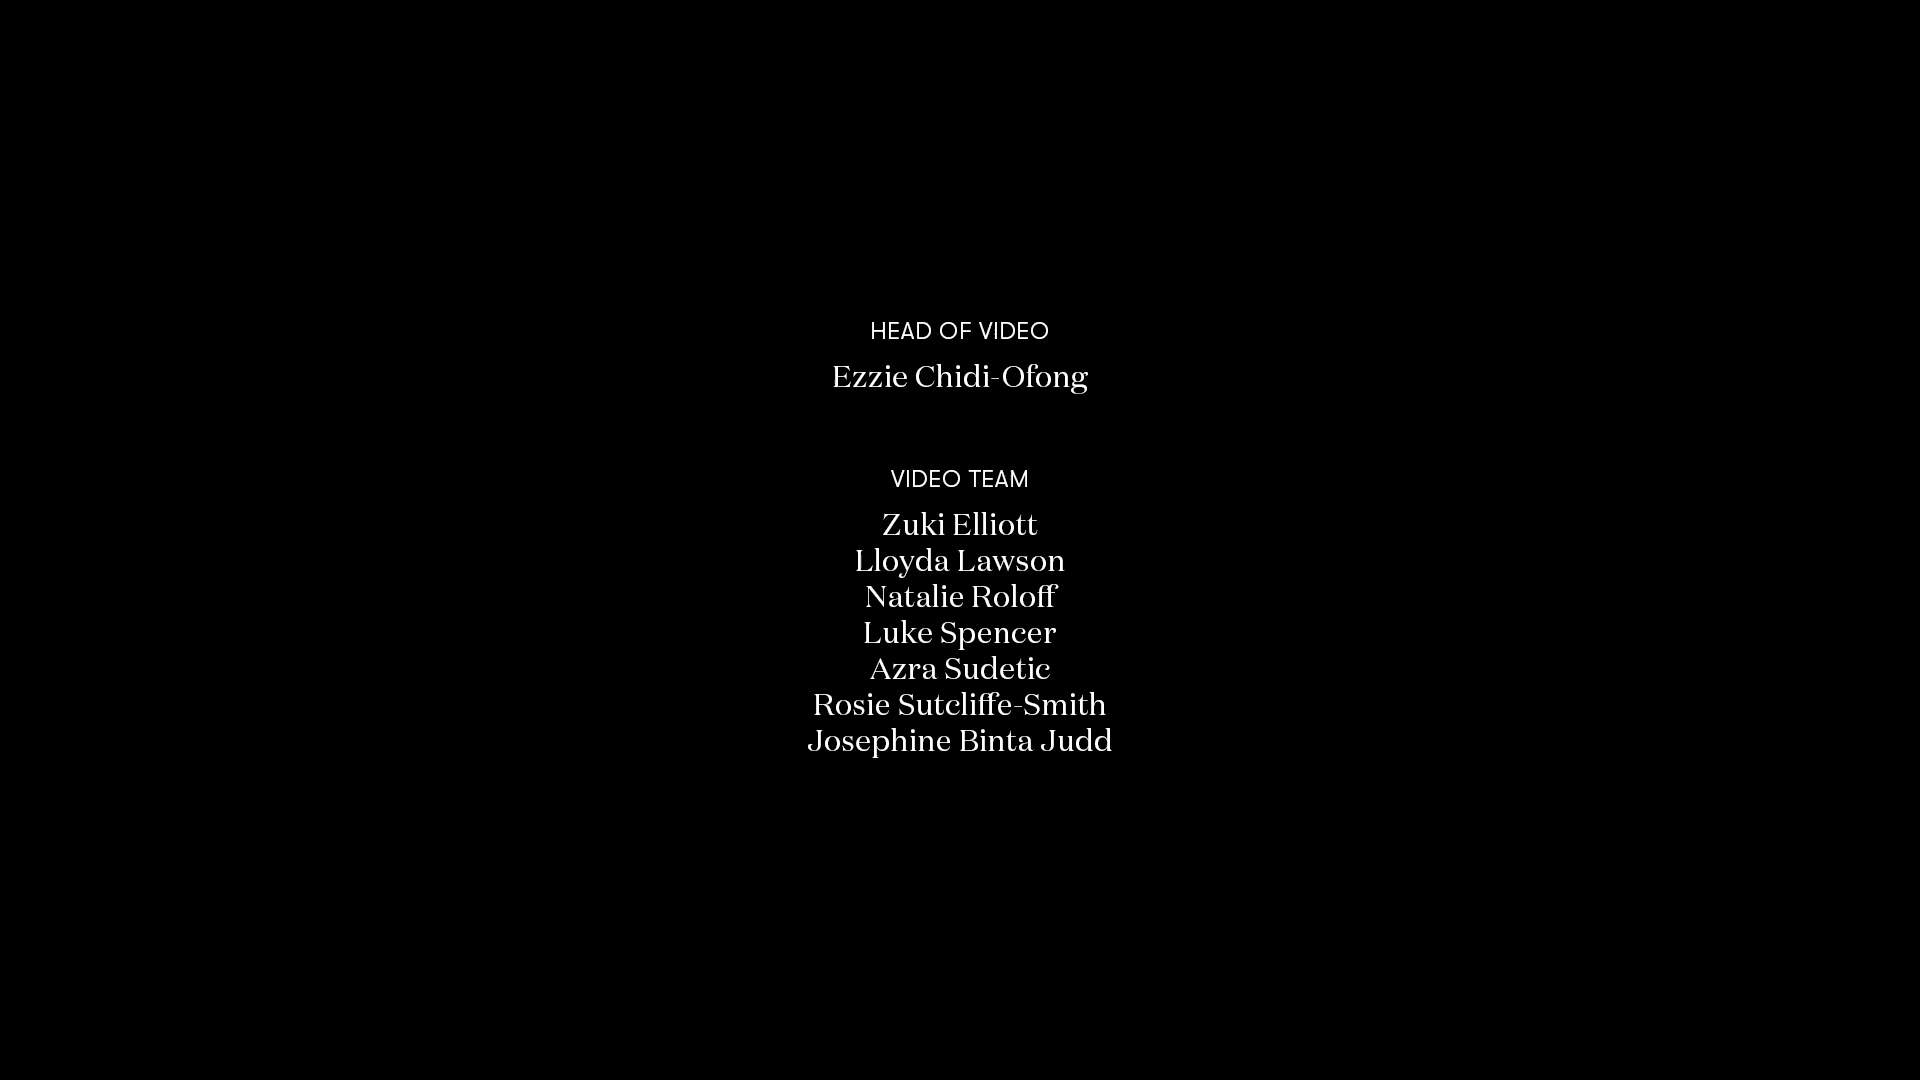 HEAD OF VIDEO
Ezzie Chidi-Ofong
VIDEO TEAM
Zuki Elliott
Lloyda Lawson
Natalie Roloff
Luke Spencer
Azra Sudetic
Rosie Sutcliffe-Smith
Josephine Binta Judd